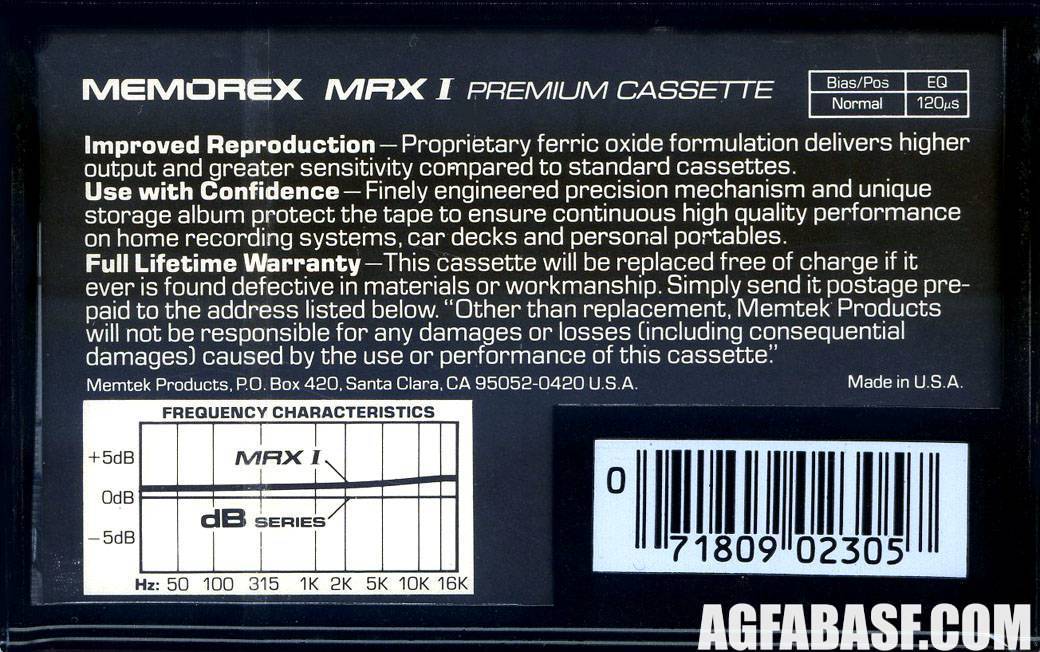 MEMOREX MRX I PREMIUM CASSETTE
Bias/Pos EQ
Normal 120µs
Improved Reproduction — Proprietary ferric oxide formulation delivers higher
output and greater sensitivity compared to standard cassettes.
Use with Confidence — Finely engineered precision mechanism and unique
storage album protect the tape to ensure continuous high quality performance
on home recording systems, car decks and personal portables.
Full Lifetime Warranty — This cassette will be replaced free of charge if it
ever is found defective in materials or workmanship. Simply send it postage pre-
paid to the address listed below. "Other than replacement, Memtek Products
will not be responsible for any damages or losses (including consequential
damages) caused by the use or performance of this cassette."
Memtek Products, P.O. Box 420, Santa Clara, CA 95052-0420 U.S.A. Made in U.S.A.
FREQUENCY CHARACTERISTICS
+5dB
MRX I
0dB
dB SERIES
–5dB
Hz: 50 100 315 1K 2K 5K 10K 16K
0 71809 02305
AGFABASF.COM